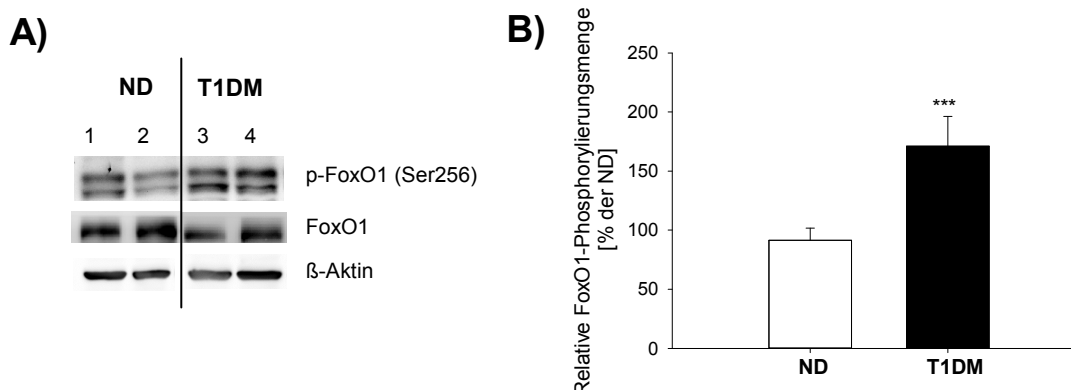 A)
ND T1DM
1 2 3 4
p-FoxO1 (Ser256)
FoxO1
ß-Aktin
B)
Relative FoxO1-Phosphorylierungsmenge
[% der ND]
250
200
150
100
50
0
***
ND T1DM